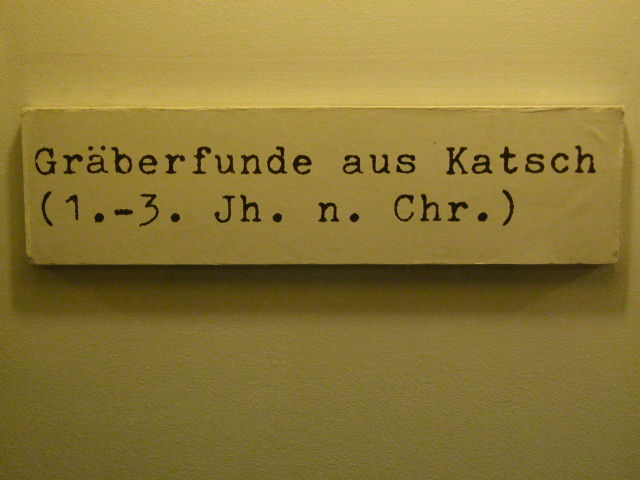 Gräberfunde aus Katsch
(1.-3. Jh. n. Chr.)